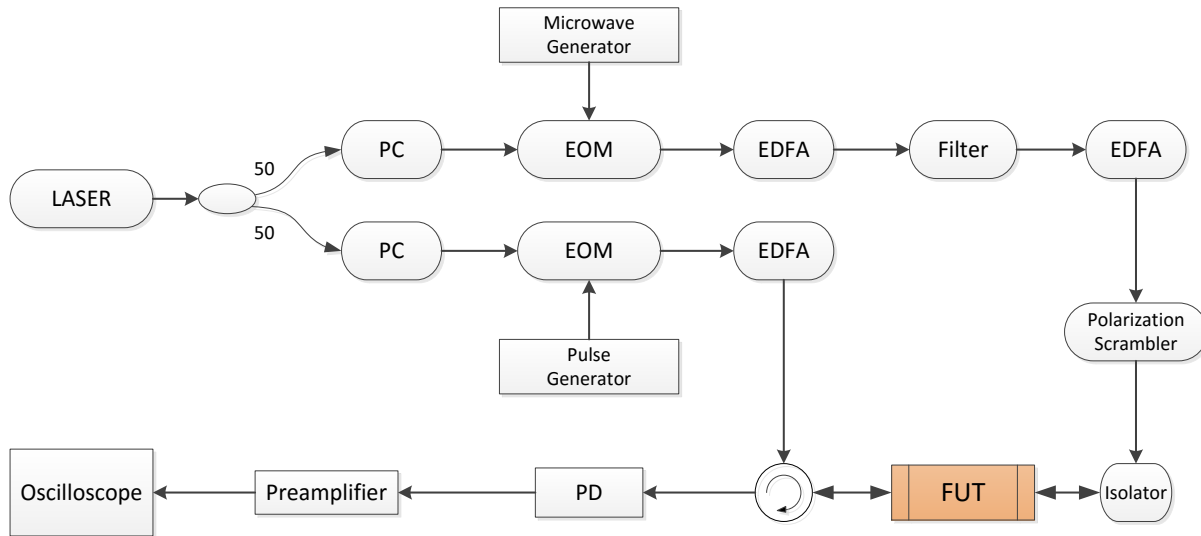 Microwave
Generator
50
PC
EOM
EDFA
Filter
EDFA
LASER
50
PC
EOM
EDFA
Polarization
Scrambler
Pulse
Generator
Oscilloscope
Preamplifier
PD
FUT
Isolator